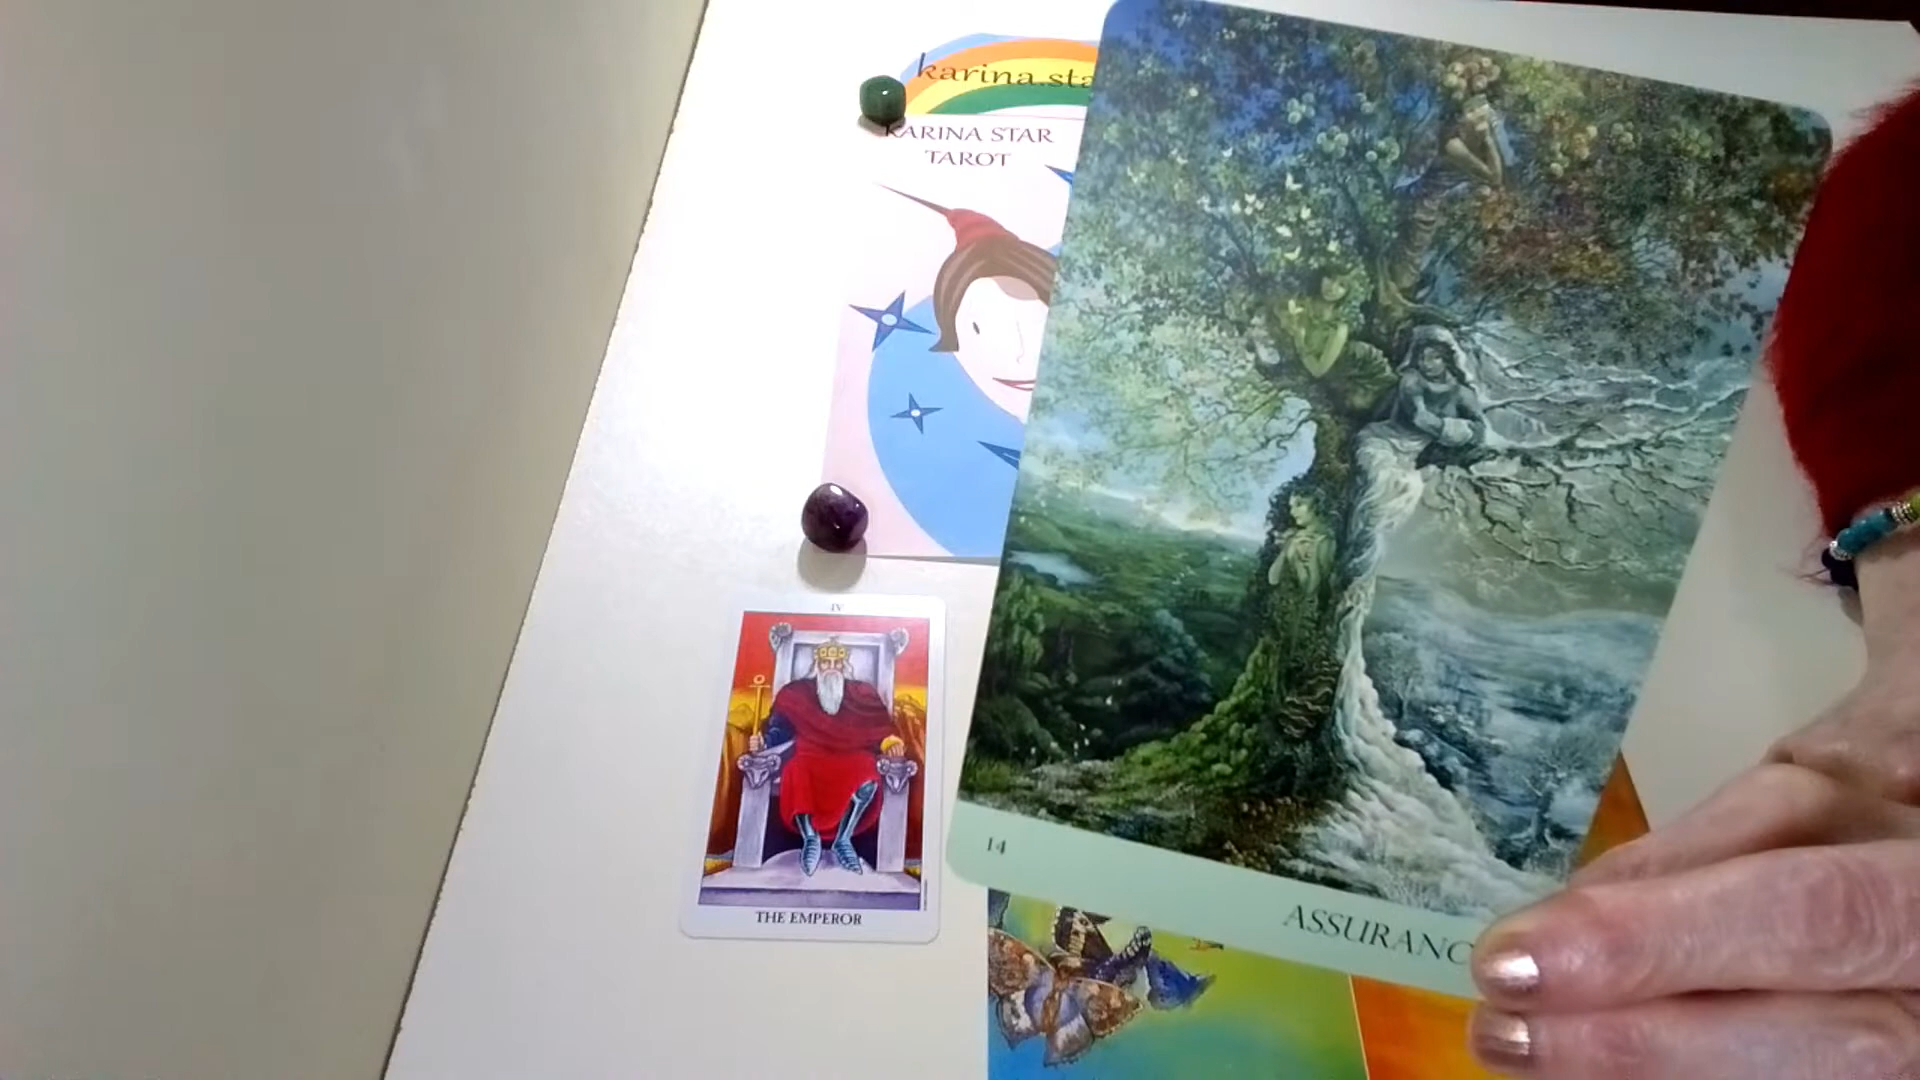 karina.sta
KARINA STAR
TAROT
IV
THE EMPEROR
14
ASSURANC